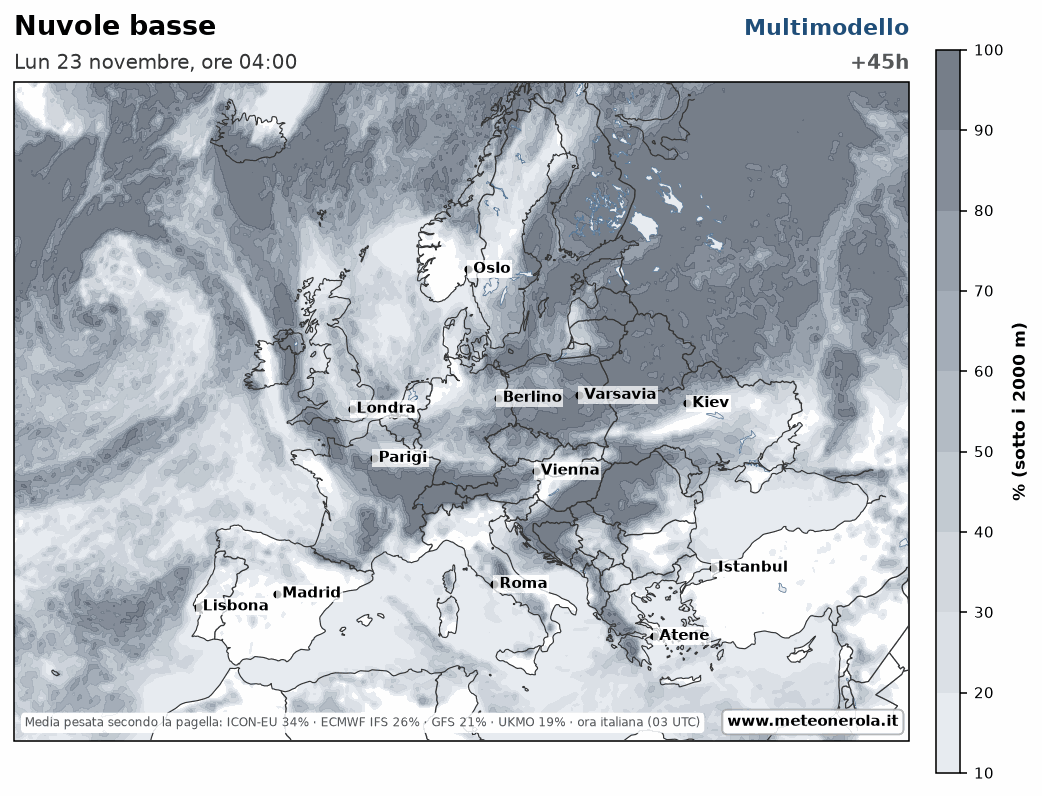 Nuvole basse
Multimodello
Lun 23 novembre, ore 04:00
+45h
100
90
80
70
60
50
40
30
20
10
% (sotto i 2000 m)
Oslo
Berlino
Varsavia
Kiev
Londra
Parigi
Vienna
Istanbul
Roma
Madrid
Lisbona
Atene
Media pesata secondo la pagella: ICON-EU 34% · ECMWF IFS 26% · GFS 21% · UKMO 19% · ora italiana (03 UTC)
www.meteonerola.it